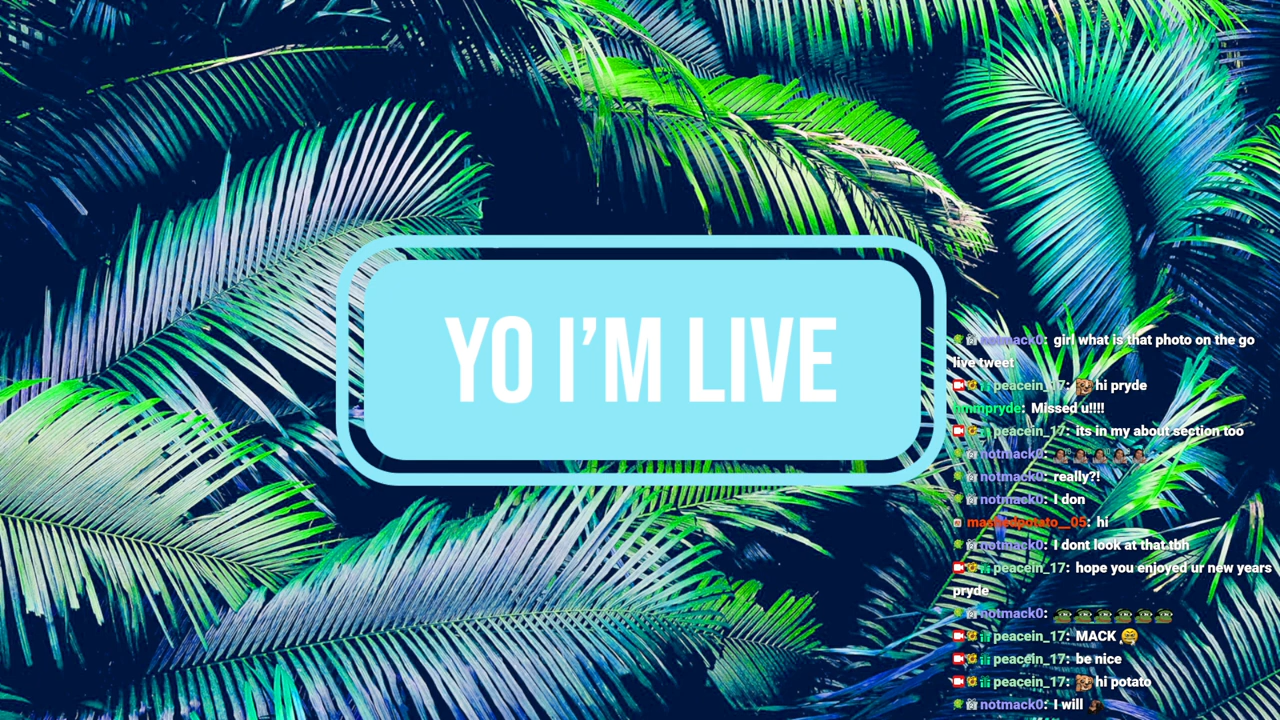 YO I'M LIVE
notmack0: girl what is that photo on the go
live tweet
peacein_17: hi pryde
pryde: Missed u!!!!
peacein_17: its in my about section too
notmack0:
notmack0: really?!
notmack0: I don
mashedpotato__05: hi
notmack0: I dont look at that tbh
peacein_17: hope you enjoyed ur new years
pryde
notmack0:
peacein_17: MACK
peacein_17: be nice
peacein_17: hi potato
notmack0: I will